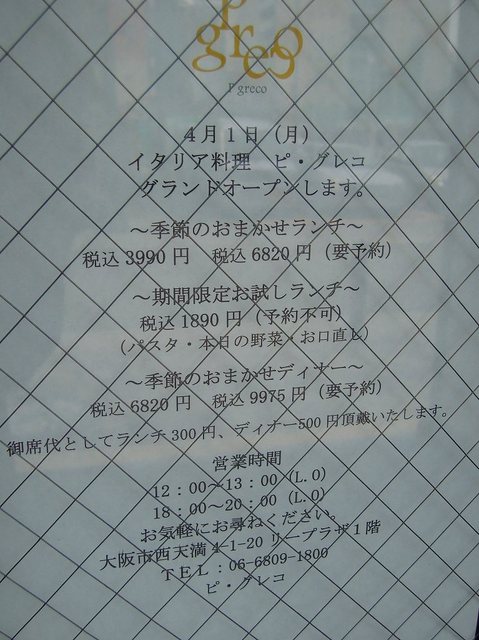 P
greco
P greco
4月1日（月）
イタリア料理　ピ・グレコ
グランドオープンします。
～季節のおまかせランチ～
税込 3990 円　税込 6820 円（要予約）
～期間限定お試しランチ～
税込 1890 円（予約不可）
（パスタ・本日の野菜・お口直し）
～季節のおまかせディナー～
税込 6820 円　税込 9975 円（要予約）
御席代としてランチ 300 円、ディナー500 円頂戴いたします。
営業時間
12：00～13：00（L.O）
18：00～20：00（L.O）
お気軽にお尋ねください。
大阪市西天満 4-1-20 リープラザ 1 階
ＴＥＬ：06-6809-1800
ピ・グレコ